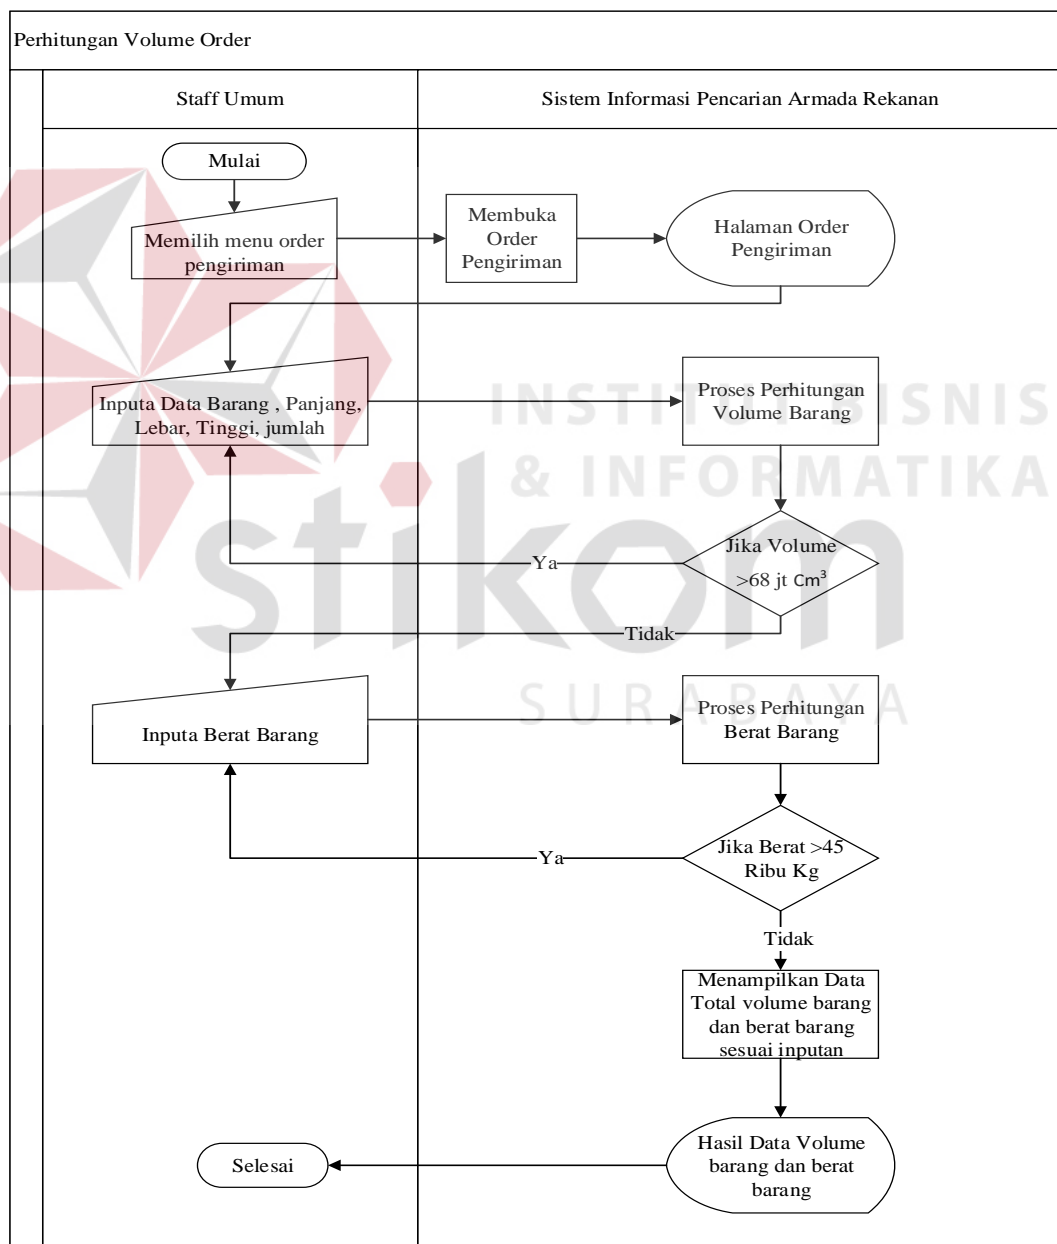 Perhitungan Volume Order
Staff Umum
Sistem Informasi Pencarian Armada Rekanan
Mulai
Memilih menu order
pengiriman
Membuka
Order
Pengiriman
Halaman Order
Pengiriman
Inputa Data Barang , Panjang,
Lebar, Tinggi, jumlah
Proses Perhitungan
Volume Barang
INSTITUT BISNIS
& INFORMATIKA
stikom
SURABAYA
Jika Volume
>68 jt Cm³
Ya
Tidak
Inputa Berat Barang
Proses Perhitungan
Berat Barang
Jika Berat >45
Ribu Kg
Ya
Tidak
Menampilkan Data
Total volume barang
dan berat barang
sesuai inputan
Hasil Data Volume
barang dan berat
barang
Selesai